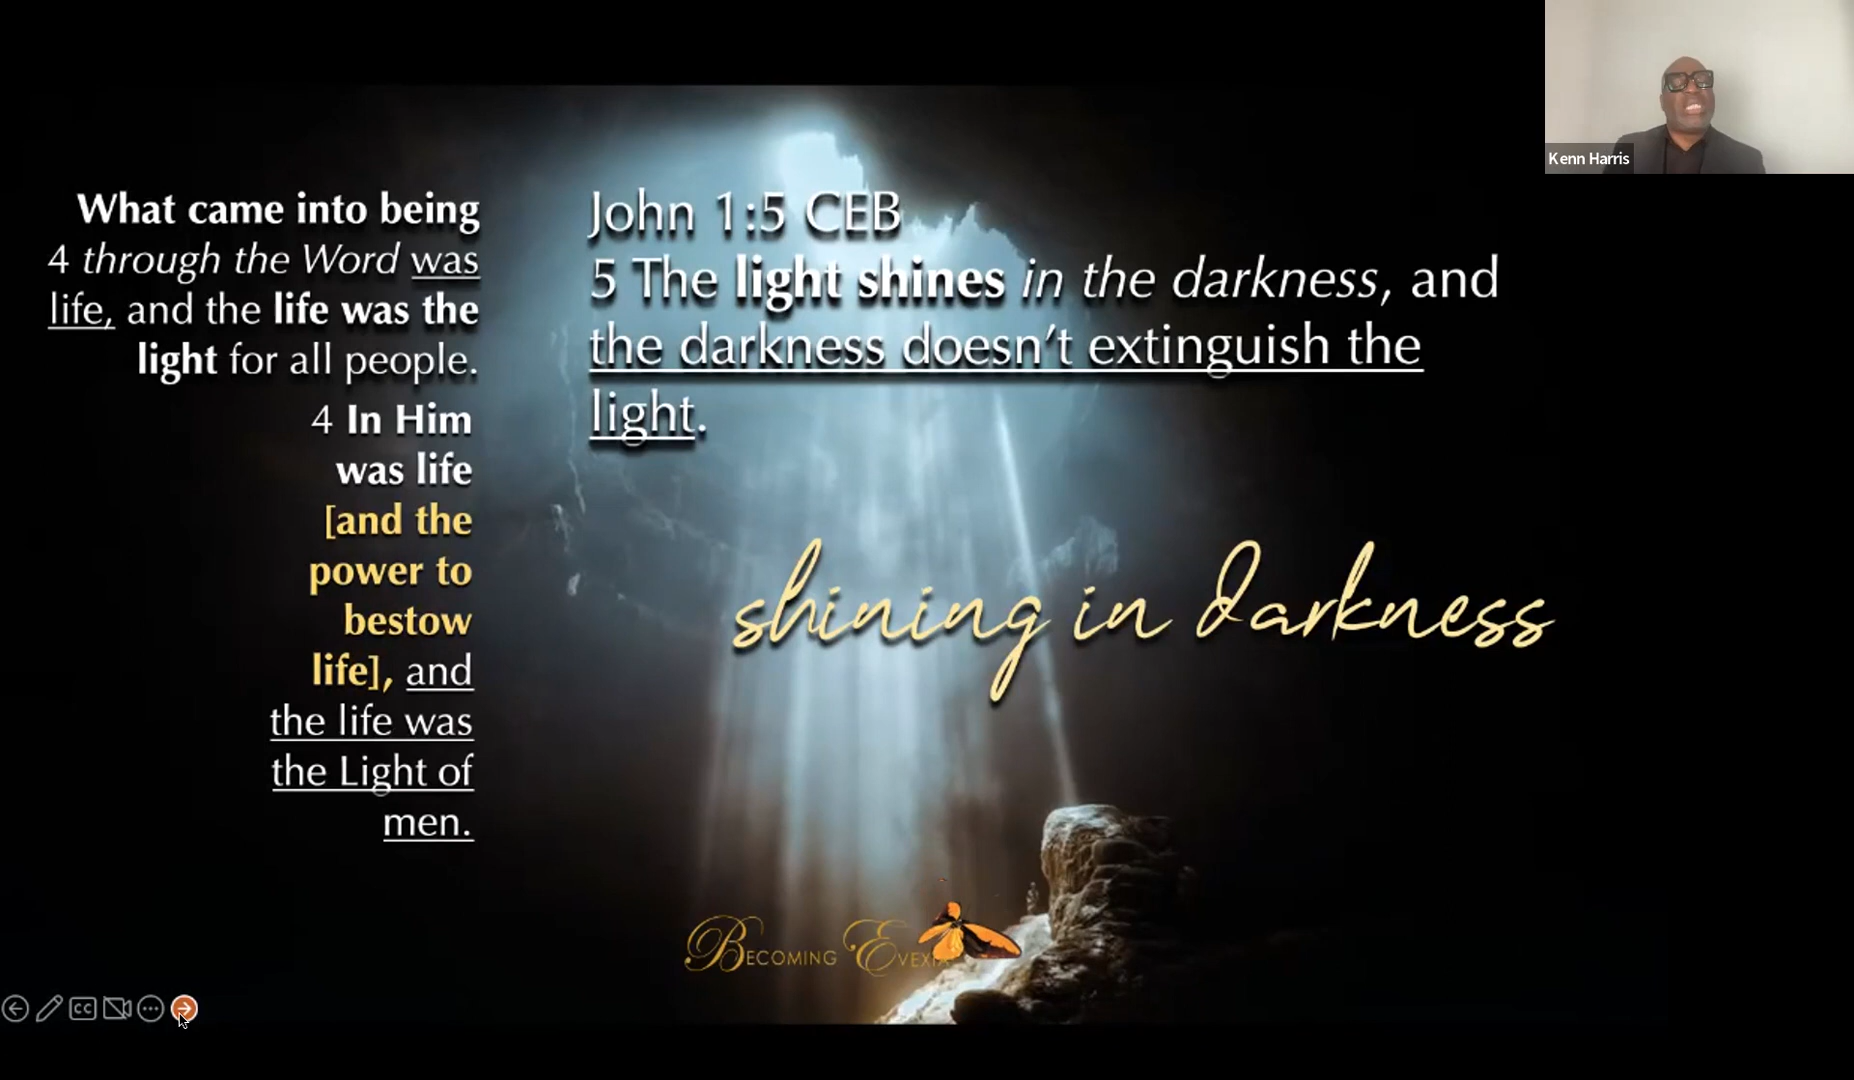 Kenn Harris
What came into being
4 through the Word was
life, and the life was the
light for all people.
4 In Him
was life
[and the
power to
bestow
life], and
the life was
the Light of
men.
John 1:5 CEB
5 The light shines in the darkness, and
the darkness doesn't extinguish the
light.
shining in darkness
BECOMING EVEXIA
CC